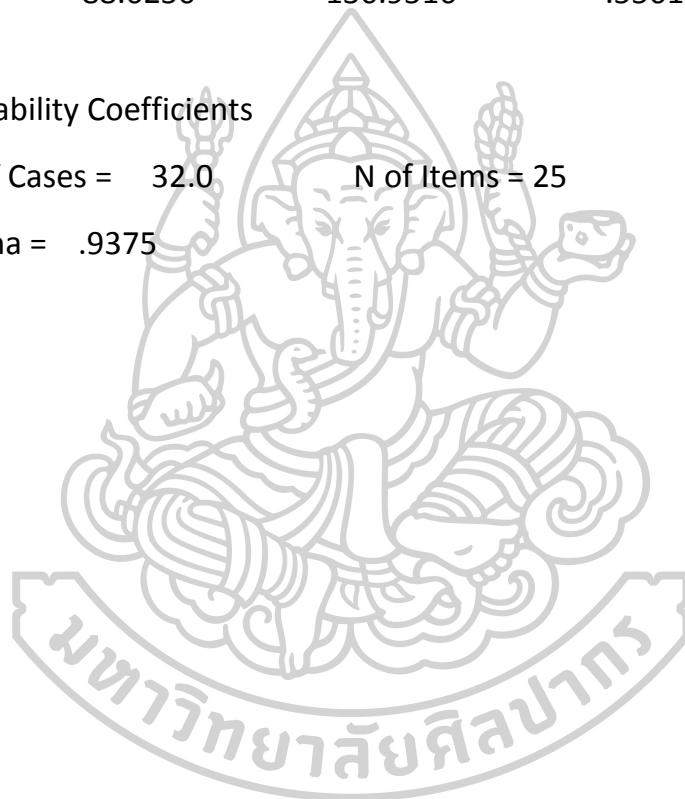 ability Coefficients
Cases = 32.0 N of Items = 25
ha = .9375
มหาวิทยาลัยศิลปากร